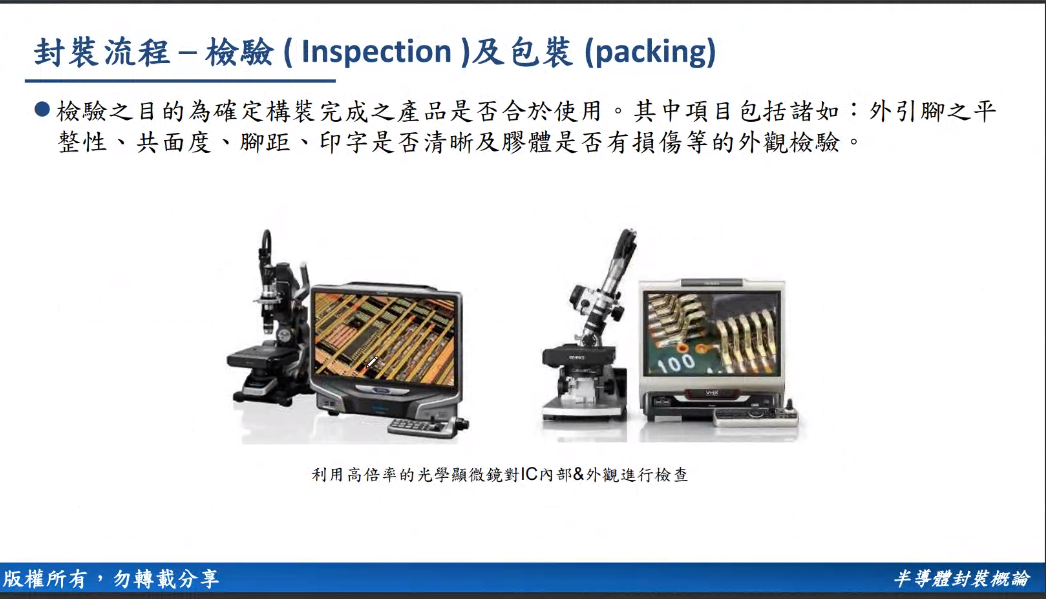 封裝流程 – 檢驗 ( Inspection )及包裝 (packing)
●檢驗之目的為確定構裝完成之產品是否合於使用。其中項目包括諸如：外引腳之平
整性、共面度、腳距、印字是否清晰及膠體是否有損傷等的外觀檢驗。
100
VHX
利用高倍率的光學顯微鏡對IC內部&外觀進行檢查
版權所有，勿轉載分享
半導體封裝概論